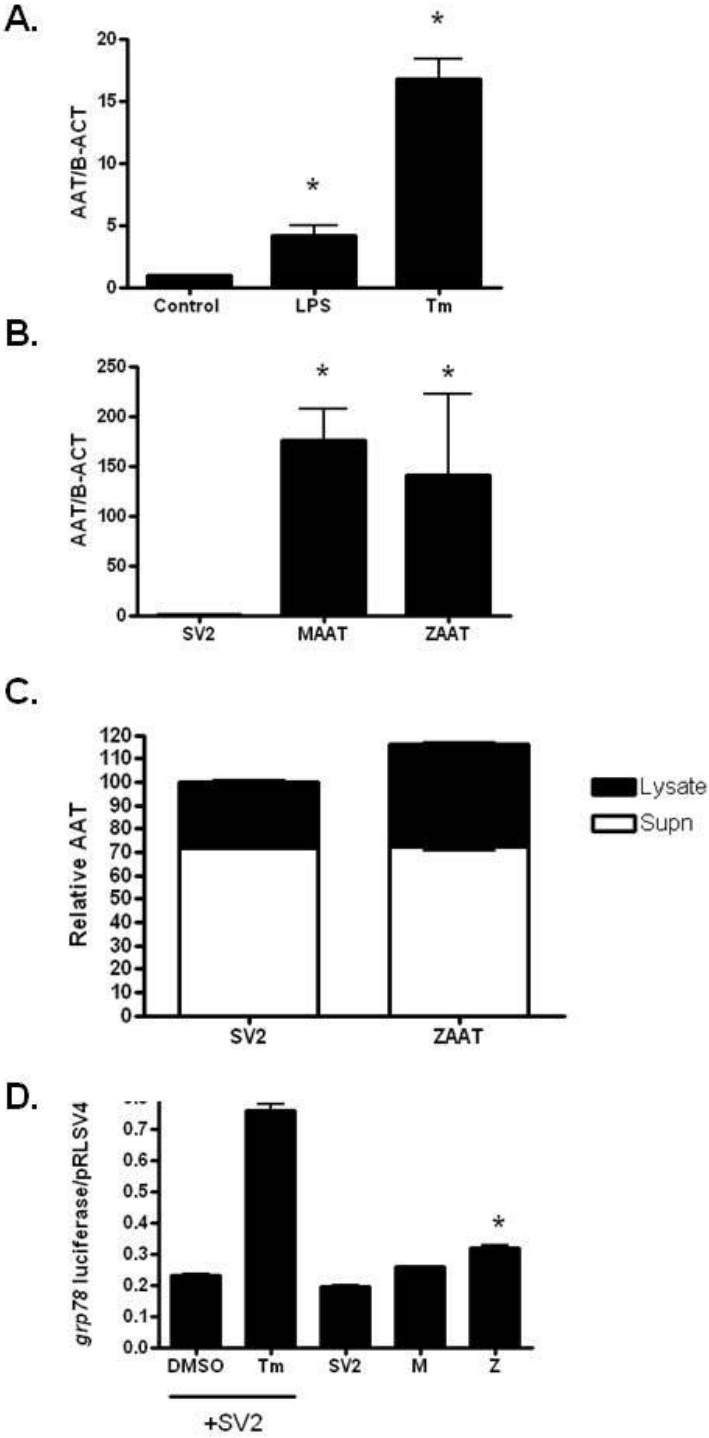 A.
*
*
20
15
10
5
0
AAT/B-ACT
Control LPS Tm
B.
*
*
250
200
150
100
50
0
AAT/B-ACT
SV2 MAAT ZAAT
C.
120
110
100
90
80
70
60
50
40
30
20
10
0
Relative AAT
Lysate
Supn
SV2 ZAAT
D.
0.7
0.6
0.5
0.4
0.3
0.2
0.1
0.0
grp78 luciferase/pRLSV4
*
DMSO Tm SV2 M Z
+SV2